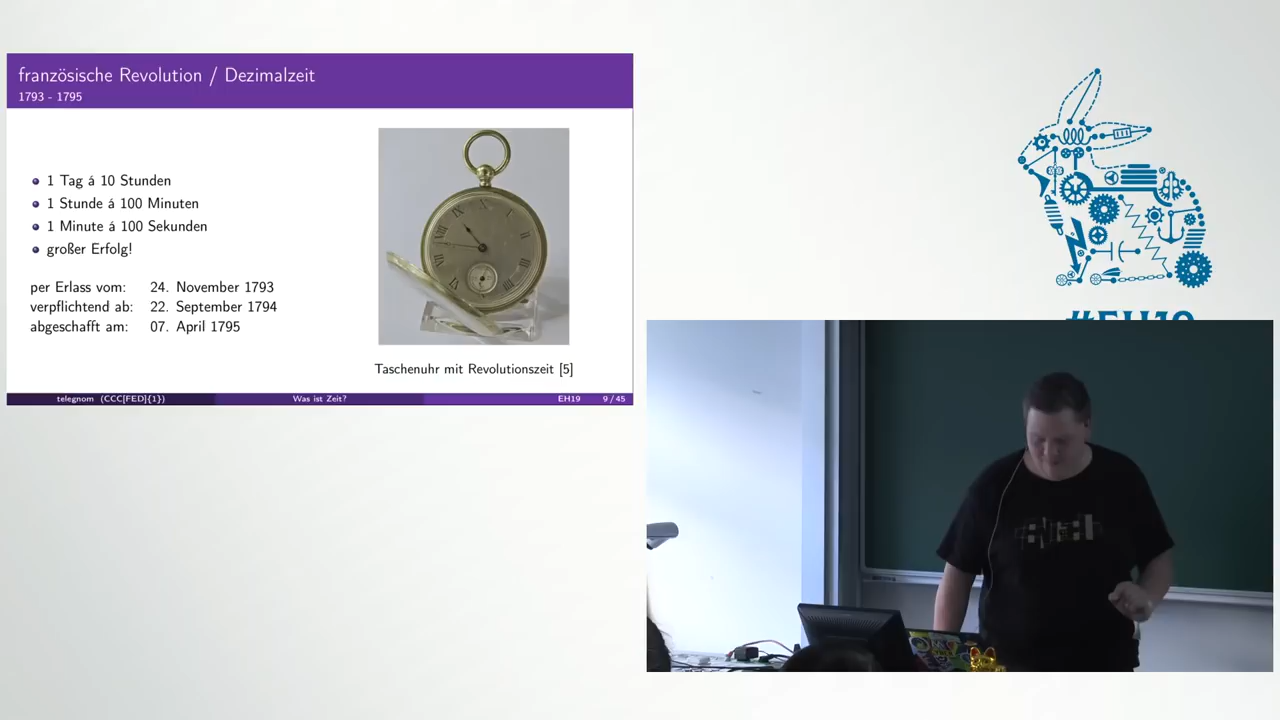 französische Revolution / Dezimalzeit
1793 - 1795
1 Tag á 10 Stunden
1 Stunde á 100 Minuten
1 Minute á 100 Sekunden
großer Erfolg!
per Erlass vom: 24. November 1793
verpflichtend ab: 22. September 1794
abgeschafft am: 07. April 1795
Taschenuhr mit Revolutionszeit [5]
telegnom (CCC[FED]{1}) Was ist Zeit? EH19 9 / 45
#EH19